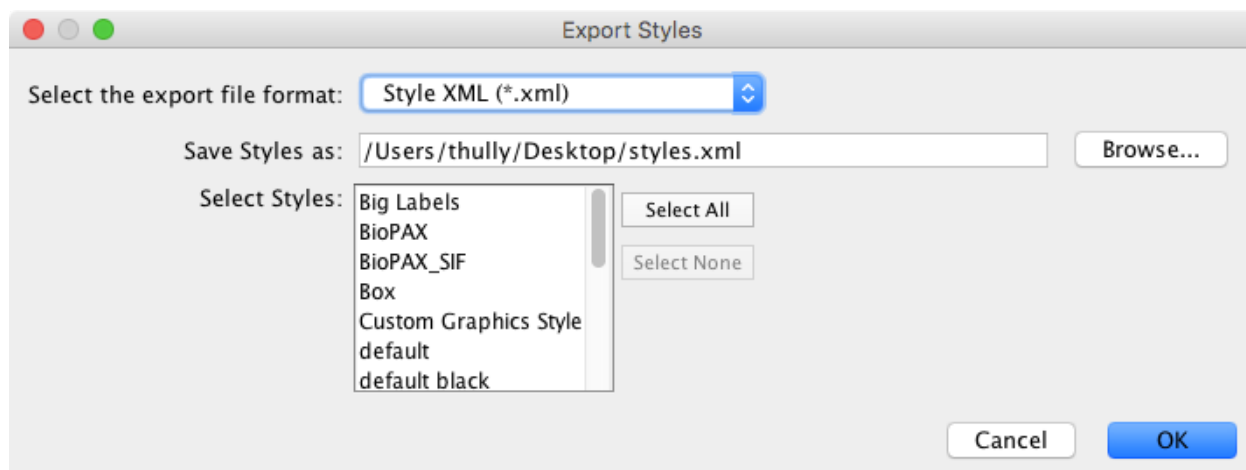 Export Styles
Select the export file format: Style XML (*.xml)
Save Styles as: /Users/thully/Desktop/styles.xml Browse...
Select Styles: Big Labels Select All
BioPAX
BioPAX_SIF Select None
Box
Custom Graphics Style
default
default black
Cancel OK